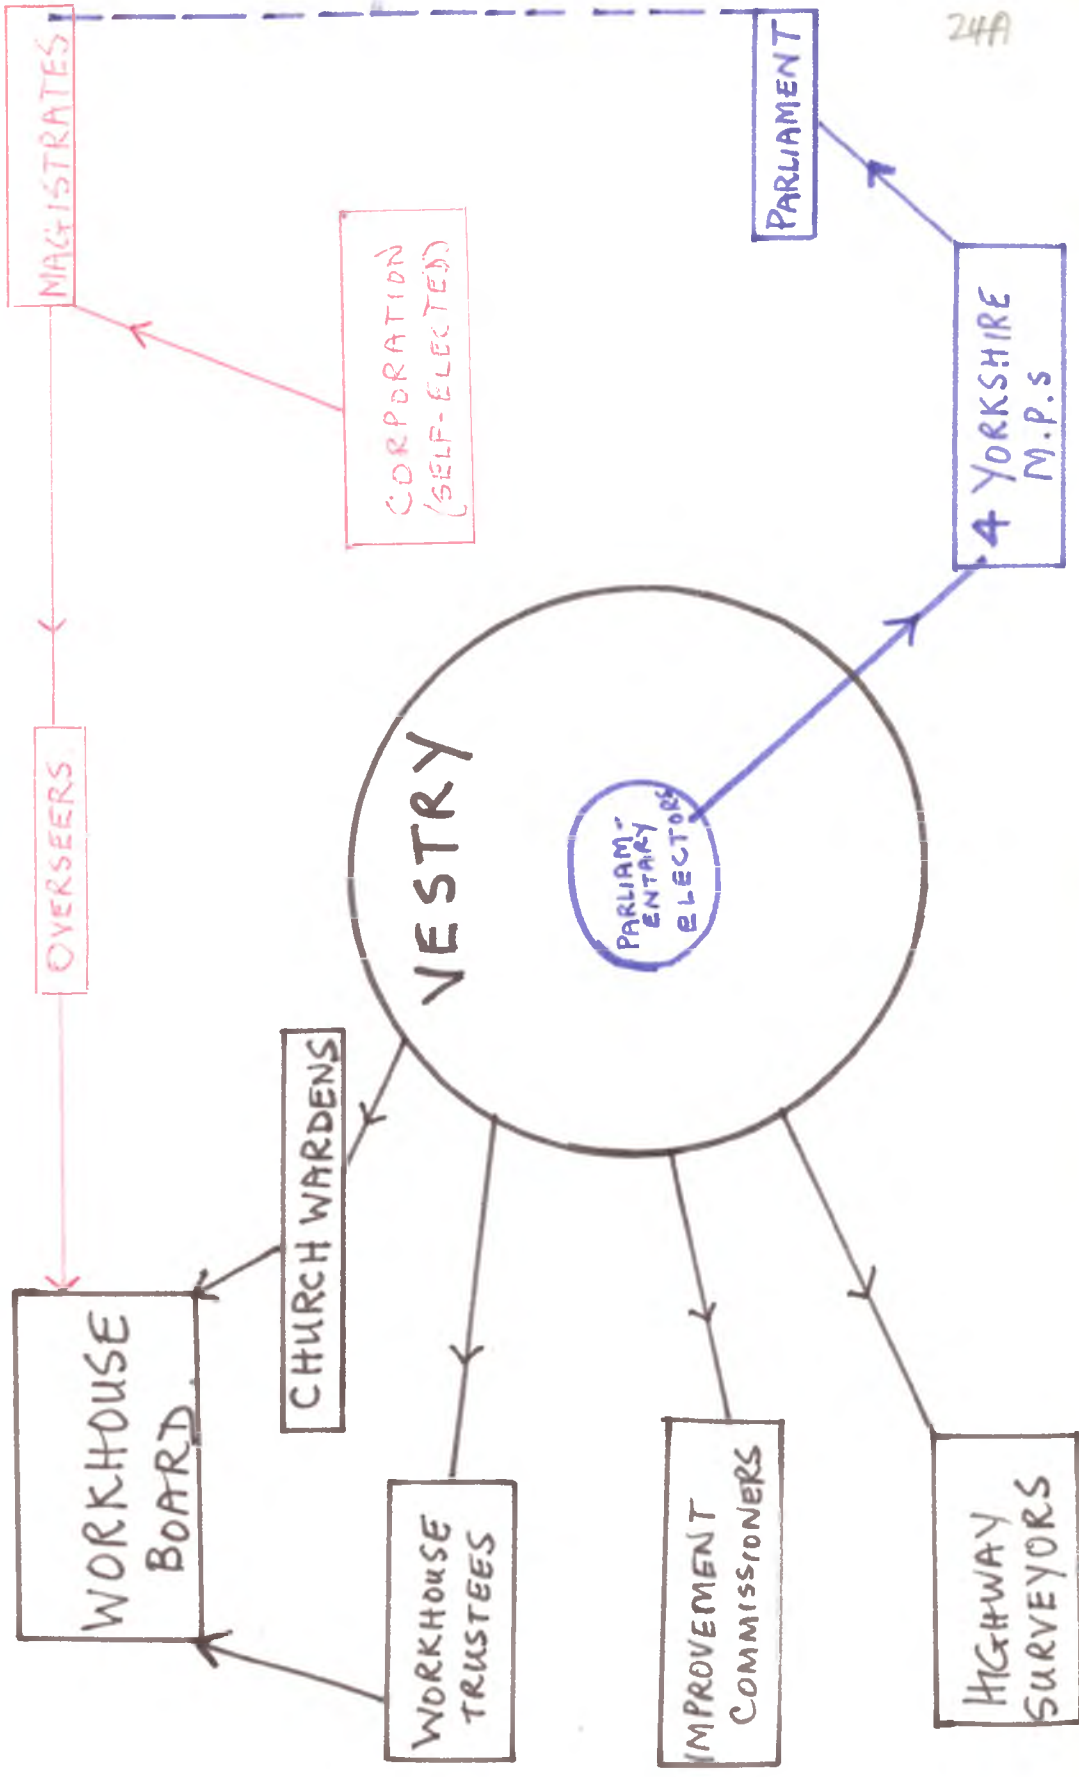 24A
WORKHOUSE
BOARD.
OVERSEERS.
MAGISTRATES
CHURCH WARDENS
CORPORATION
(SELF-ELECTED)
VESTRY
WORKHOUSE
TRUSTEES
PARLIAM-
ENTARY
ELECTORS
PARLIAMENT
IMPROVEMENT
COMMISSIONERS
HIGHWAY
SURVEYORS
4 YORKSHIRE
M.P.S